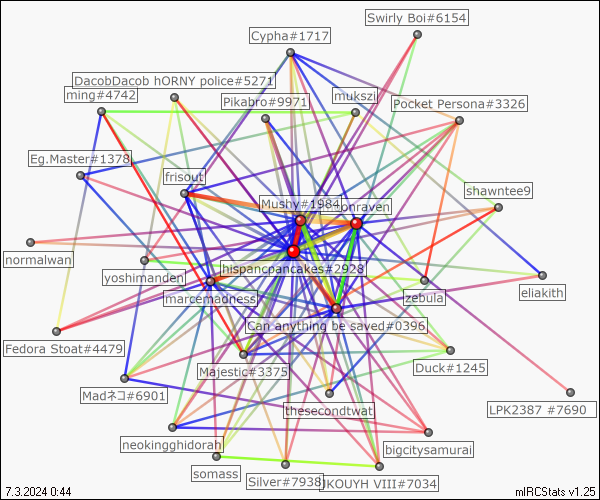 Swirly Boi#6154
Cypha#1717
DacobDacob hORNY police#5271
ming#4742
Pikabro#9971
mukszi
Pocket Persona#3326
Eg.Master#1378
frisout
shawntee9
Mushy#1984
onraven
normalwan
hispancpancakes#2928
yoshimanden
eliakith
marcemadness
zebula
Can anything be saved#0396
Fedora Stoat#4479
Majestic#3375
Duck#1245
Madネコ#6901
thesecondtwat
LPK2387 #7690
neokingghidorah
bigcitysamurai
somass
Silver#7938
JKOUYH VIII#7034
7.3.2024 0:44
mIRCStats v1.25